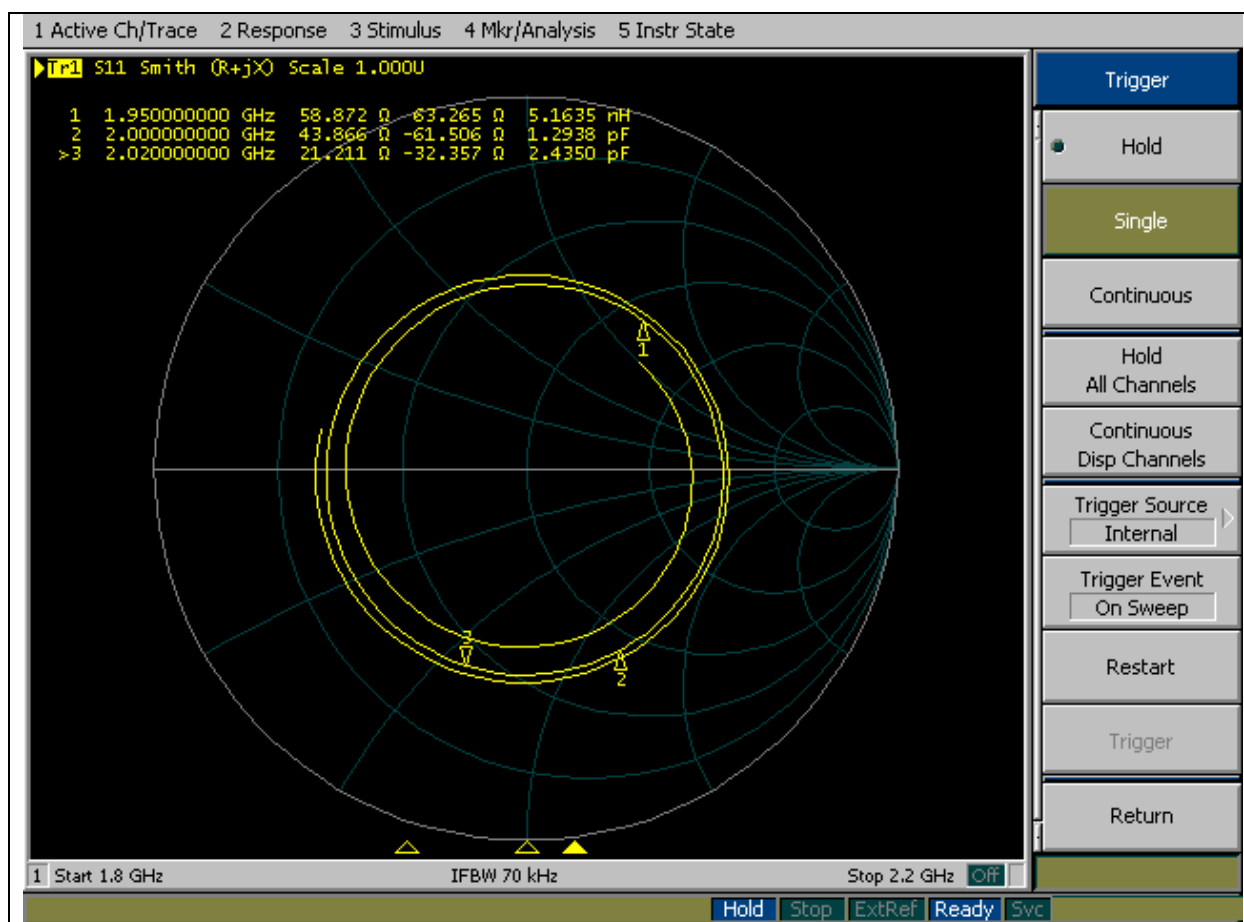 1 Active Ch/Trace 2 Response 3 Stimulus 4 Mkr/Analysis 5 Instr State
Tr1 S11 Smith (R+jX) Scale 1.000U
1 1.950000000 GHz 58.872 Ω 63.265 Ω 5.1635 nH
2 2.000000000 GHz 43.866 Ω -61.506 Ω 1.2938 pF
>3 2.020000000 GHz 21.211 Ω -32.357 Ω 2.4350 pF
1
3
2
1 Start 1.8 GHz IFBW 70 kHz Stop 2.2 GHz Off
Trigger
Hold
Single
Continuous
Hold
All Channels
Continuous
Disp Channels
Trigger Source
Internal
Trigger Event
On Sweep
Restart
Trigger
Return
Hold Stop ExtRef Ready Svc